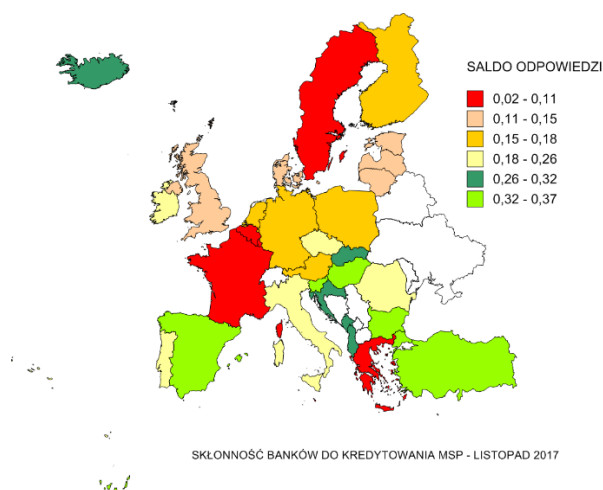 SALDO ODPOWIEDZI
0,02 - 0,11
0,11 - 0,15
0,15 - 0,18
0,18 - 0,26
0,26 - 0,32
0,32 - 0,37
SKŁONNOŚĆ BANKÓW DO KREDYTOWANIA MSP - LISTOPAD 2017